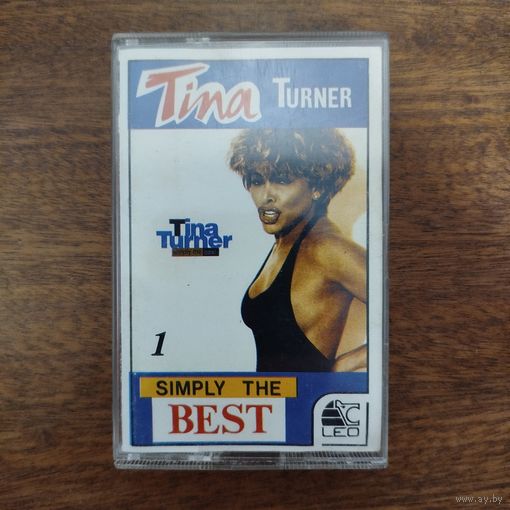 Tina TURNER
Tina
Turner
1
SIMPLY THE
BEST
LEO
www.ay.by